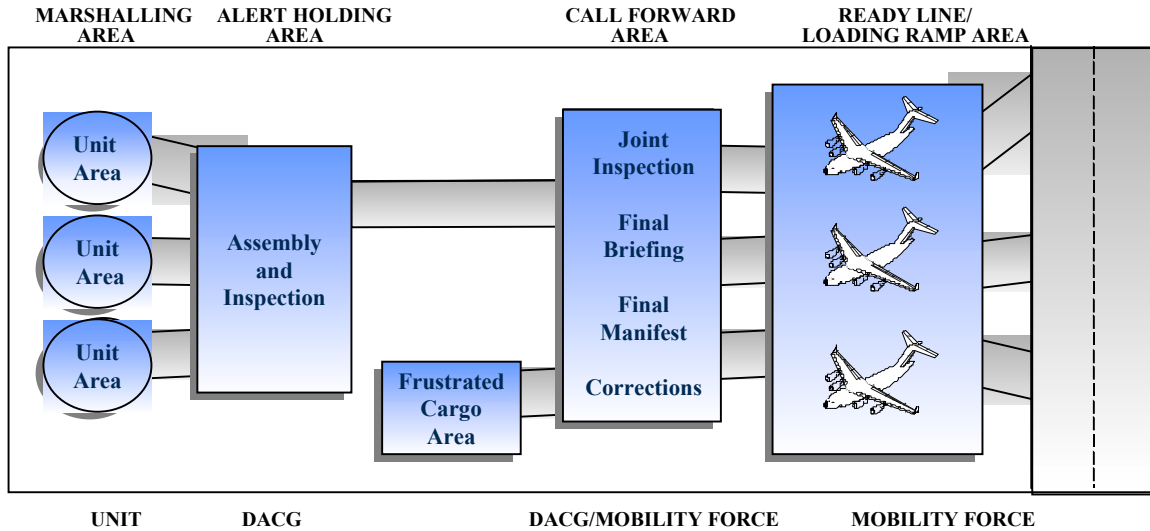 MARSHALLING
AREA
ALERT HOLDING
AREA
CALL FORWARD
AREA
READY LINE/
LOADING RAMP AREA
Unit
Area
Unit
Area
Unit
Area
Assembly
and
Inspection
Frustrated
Cargo
Area
Joint
Inspection
Final
Briefing
Final
Manifest
Corrections
UNIT
DACG
DACG/MOBILITY FORCE
MOBILITY FORCE